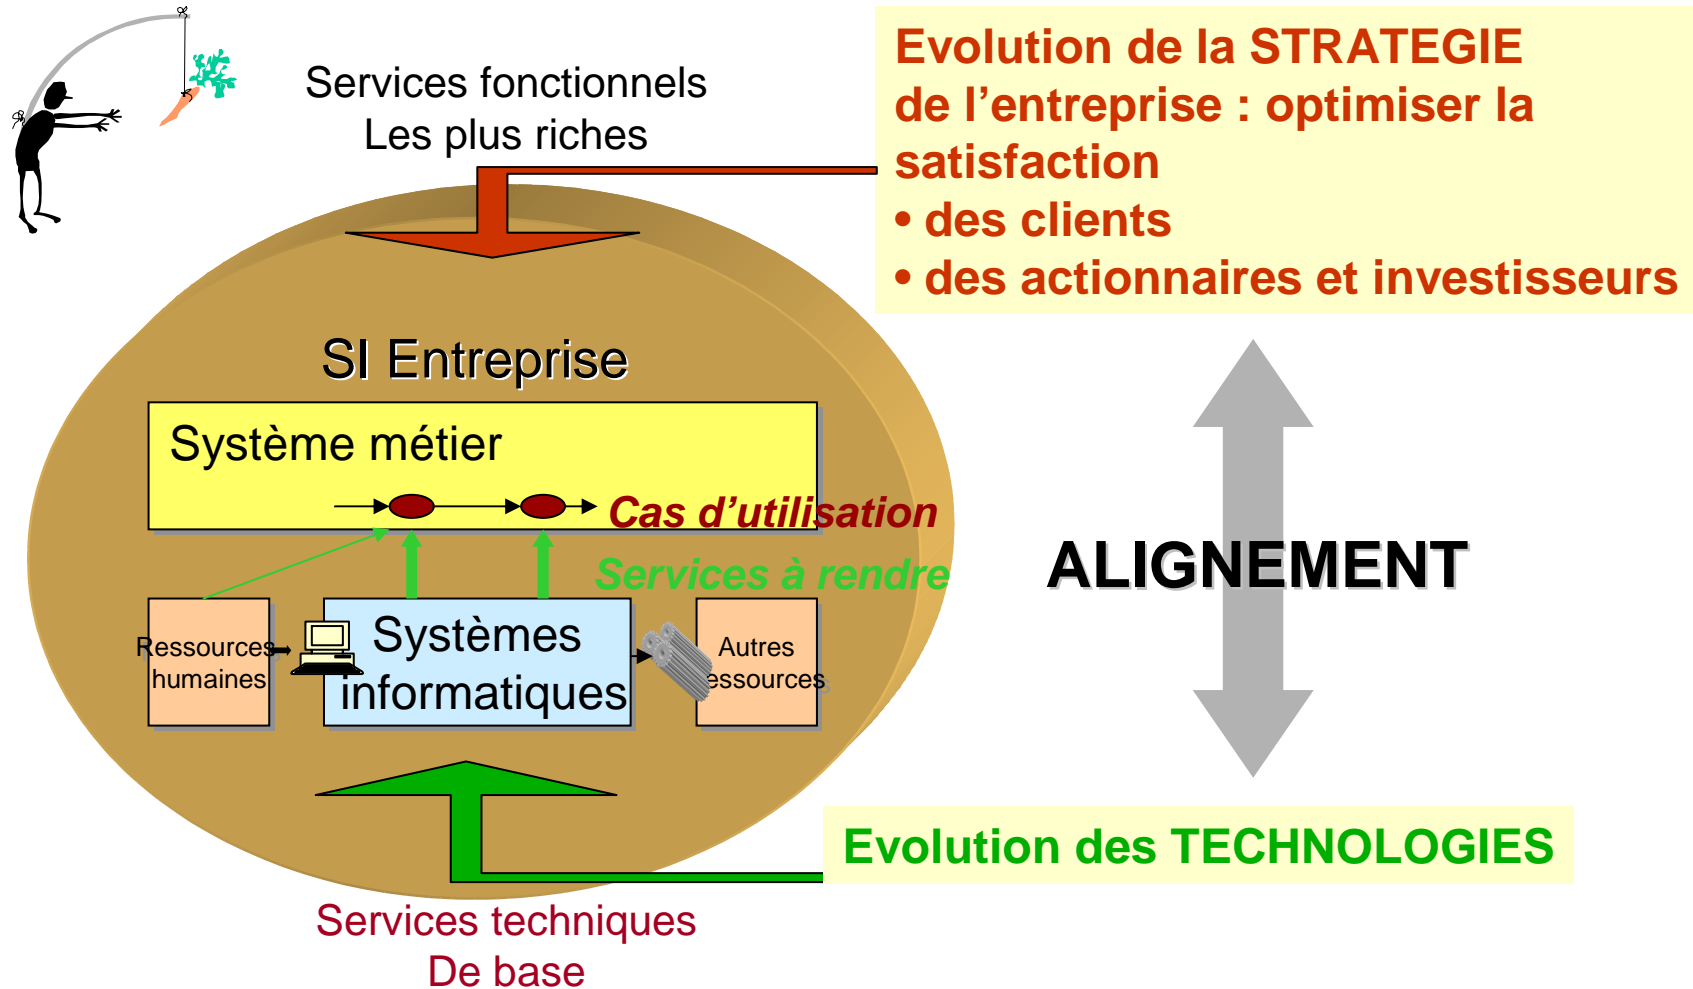 Services fonctionnels
Les plus riches
Evolution de la STRATEGIE
de l’entreprise : optimiser la
satisfaction
• des clients
• des actionnaires et investisseurs
SI Entreprise
Système métier
Cas d’utilisation
Services à rendre
ALIGNEMENT
Ressources
humaines
Systèmes
informatiques
Autres
essources
Evolution des TECHNOLOGIES
Services techniques
De base